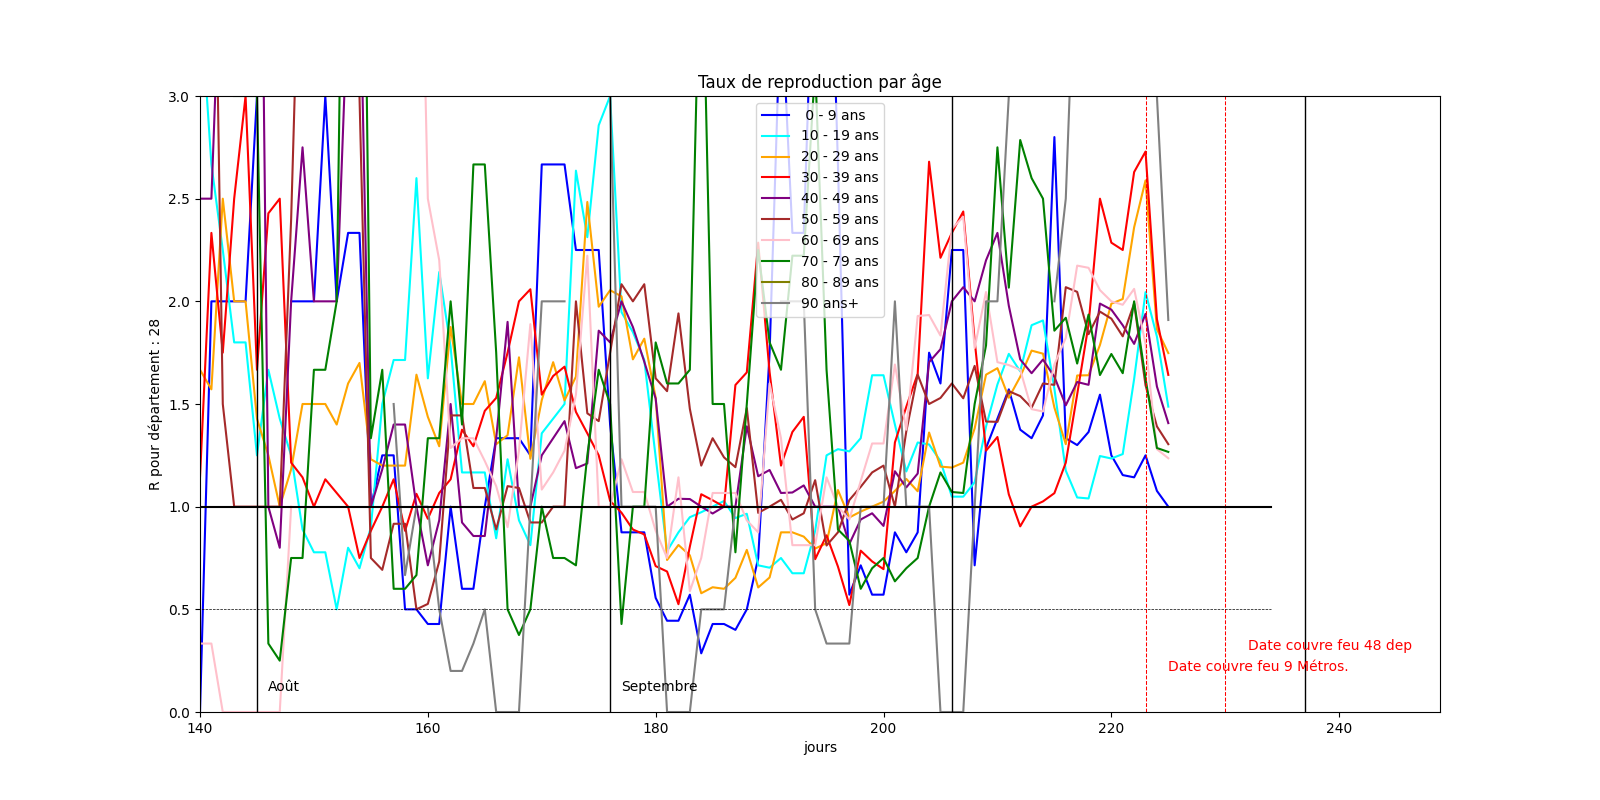 Taux de reproduction par âge
R pour département : 28
3.0
2.5
2.0
1.5
1.0
0.5
0.0
0 - 9 ans
10 - 19 ans
20 - 29 ans
30 - 39 ans
40 - 49 ans
50 - 59 ans
60 - 69 ans
70 - 79 ans
80 - 89 ans
90 ans+
Date couvre feu 48 dep
Date couvre feu 9 Métros.
Août
Septembre
140
160
180
200
220
240
jours